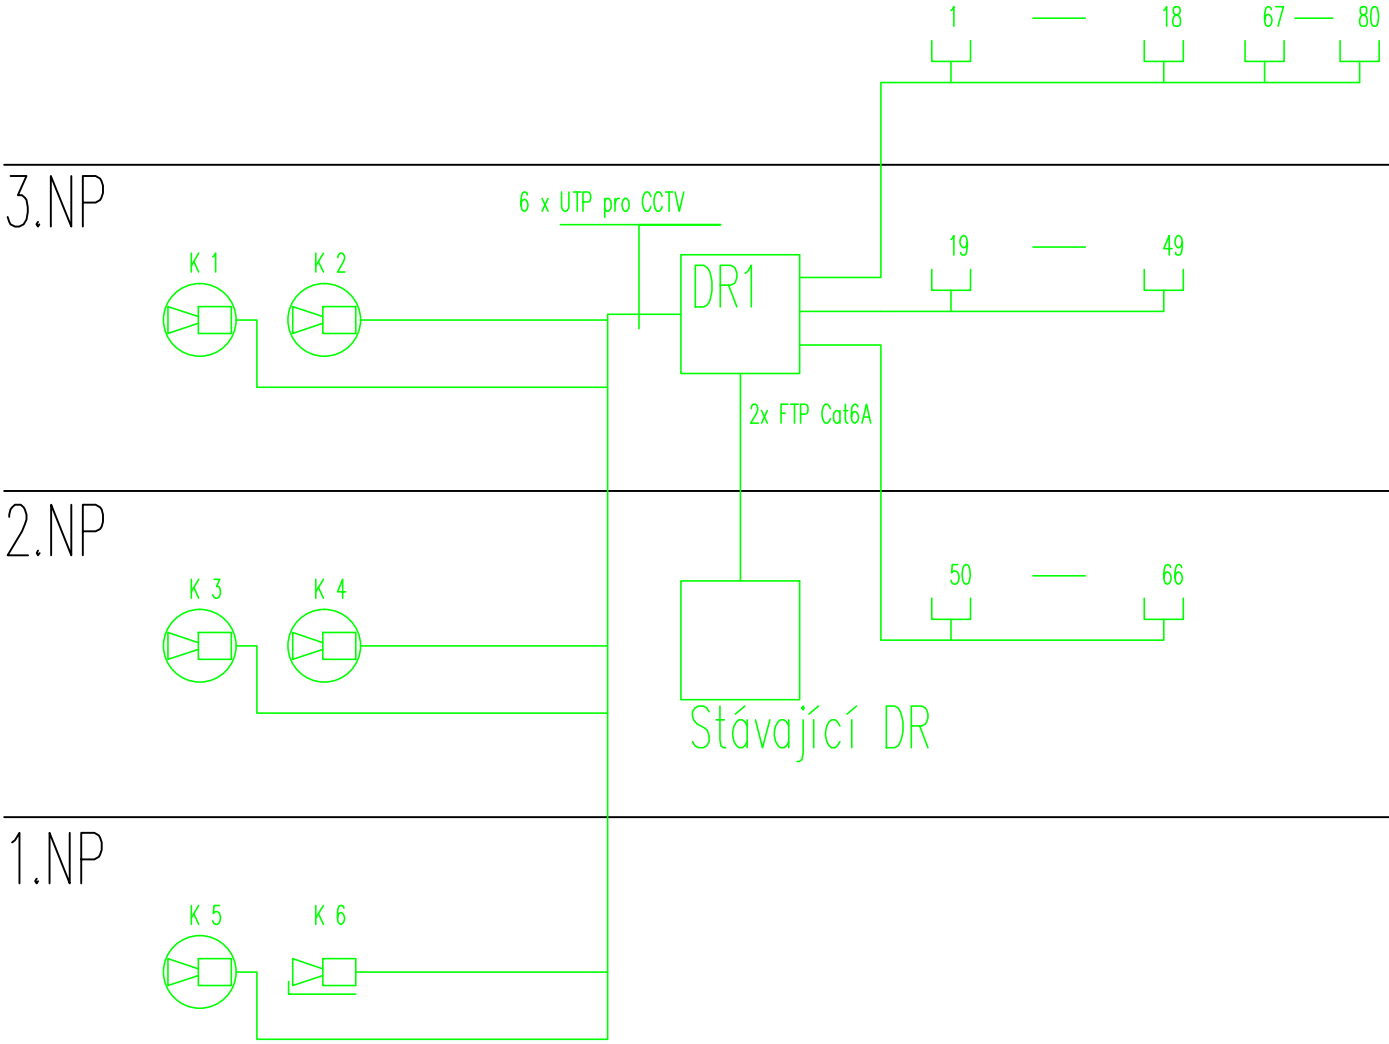 1 — 18 67 — 80
3.NP
6 x UTP pro CCTV
K 1 K 2
DR1
19 — 49
2x FTP Cat6A
2.NP
K 3 K 4
50 — 66
Stávající DR
1.NP
K 5 K 6